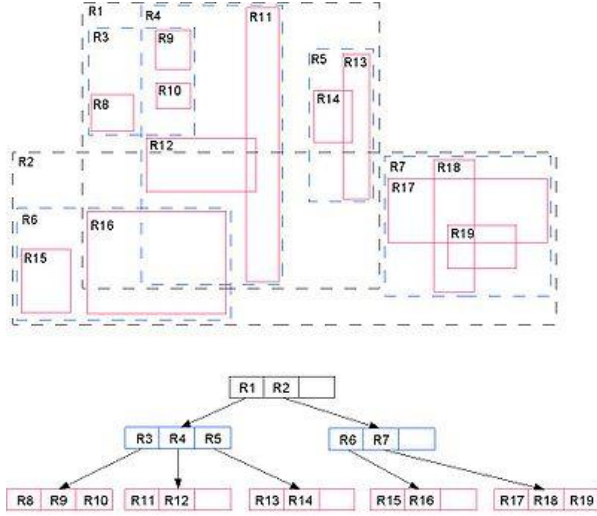 R1 R4 R11
R3 R9
R5 R13
R10 R14
R8
R12
R2 R7 R18
R17
R6 R16
R19
R15
R1 R2
R3 R4 R5 R6 R7
R8 R9 R10 R11 R12 R13 R14 R15 R16 R17 R18 R19